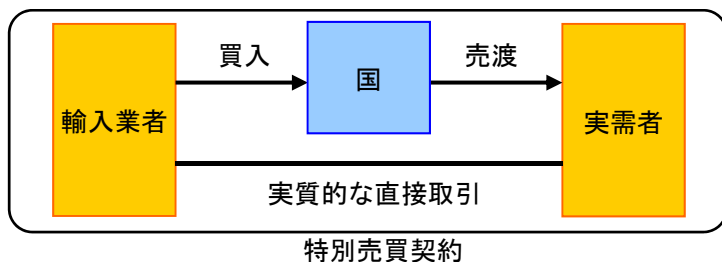 買入
国
売渡
輸入業者
実需者
実質的な直接取引
特別売買契約